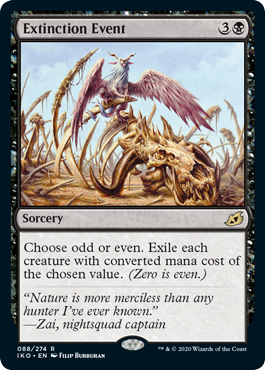 Extinction Event 3
Sorcery
Choose odd or even. Exile each
creature with converted mana cost of
the chosen value. (Zero is even.)
“Nature is more merciless than any
hunter I’ve ever known.”
—Zai, nightsquad captain
088/274 R
IKO • EN Filip Burburan
™ & © 2020 Wizards of the Coast